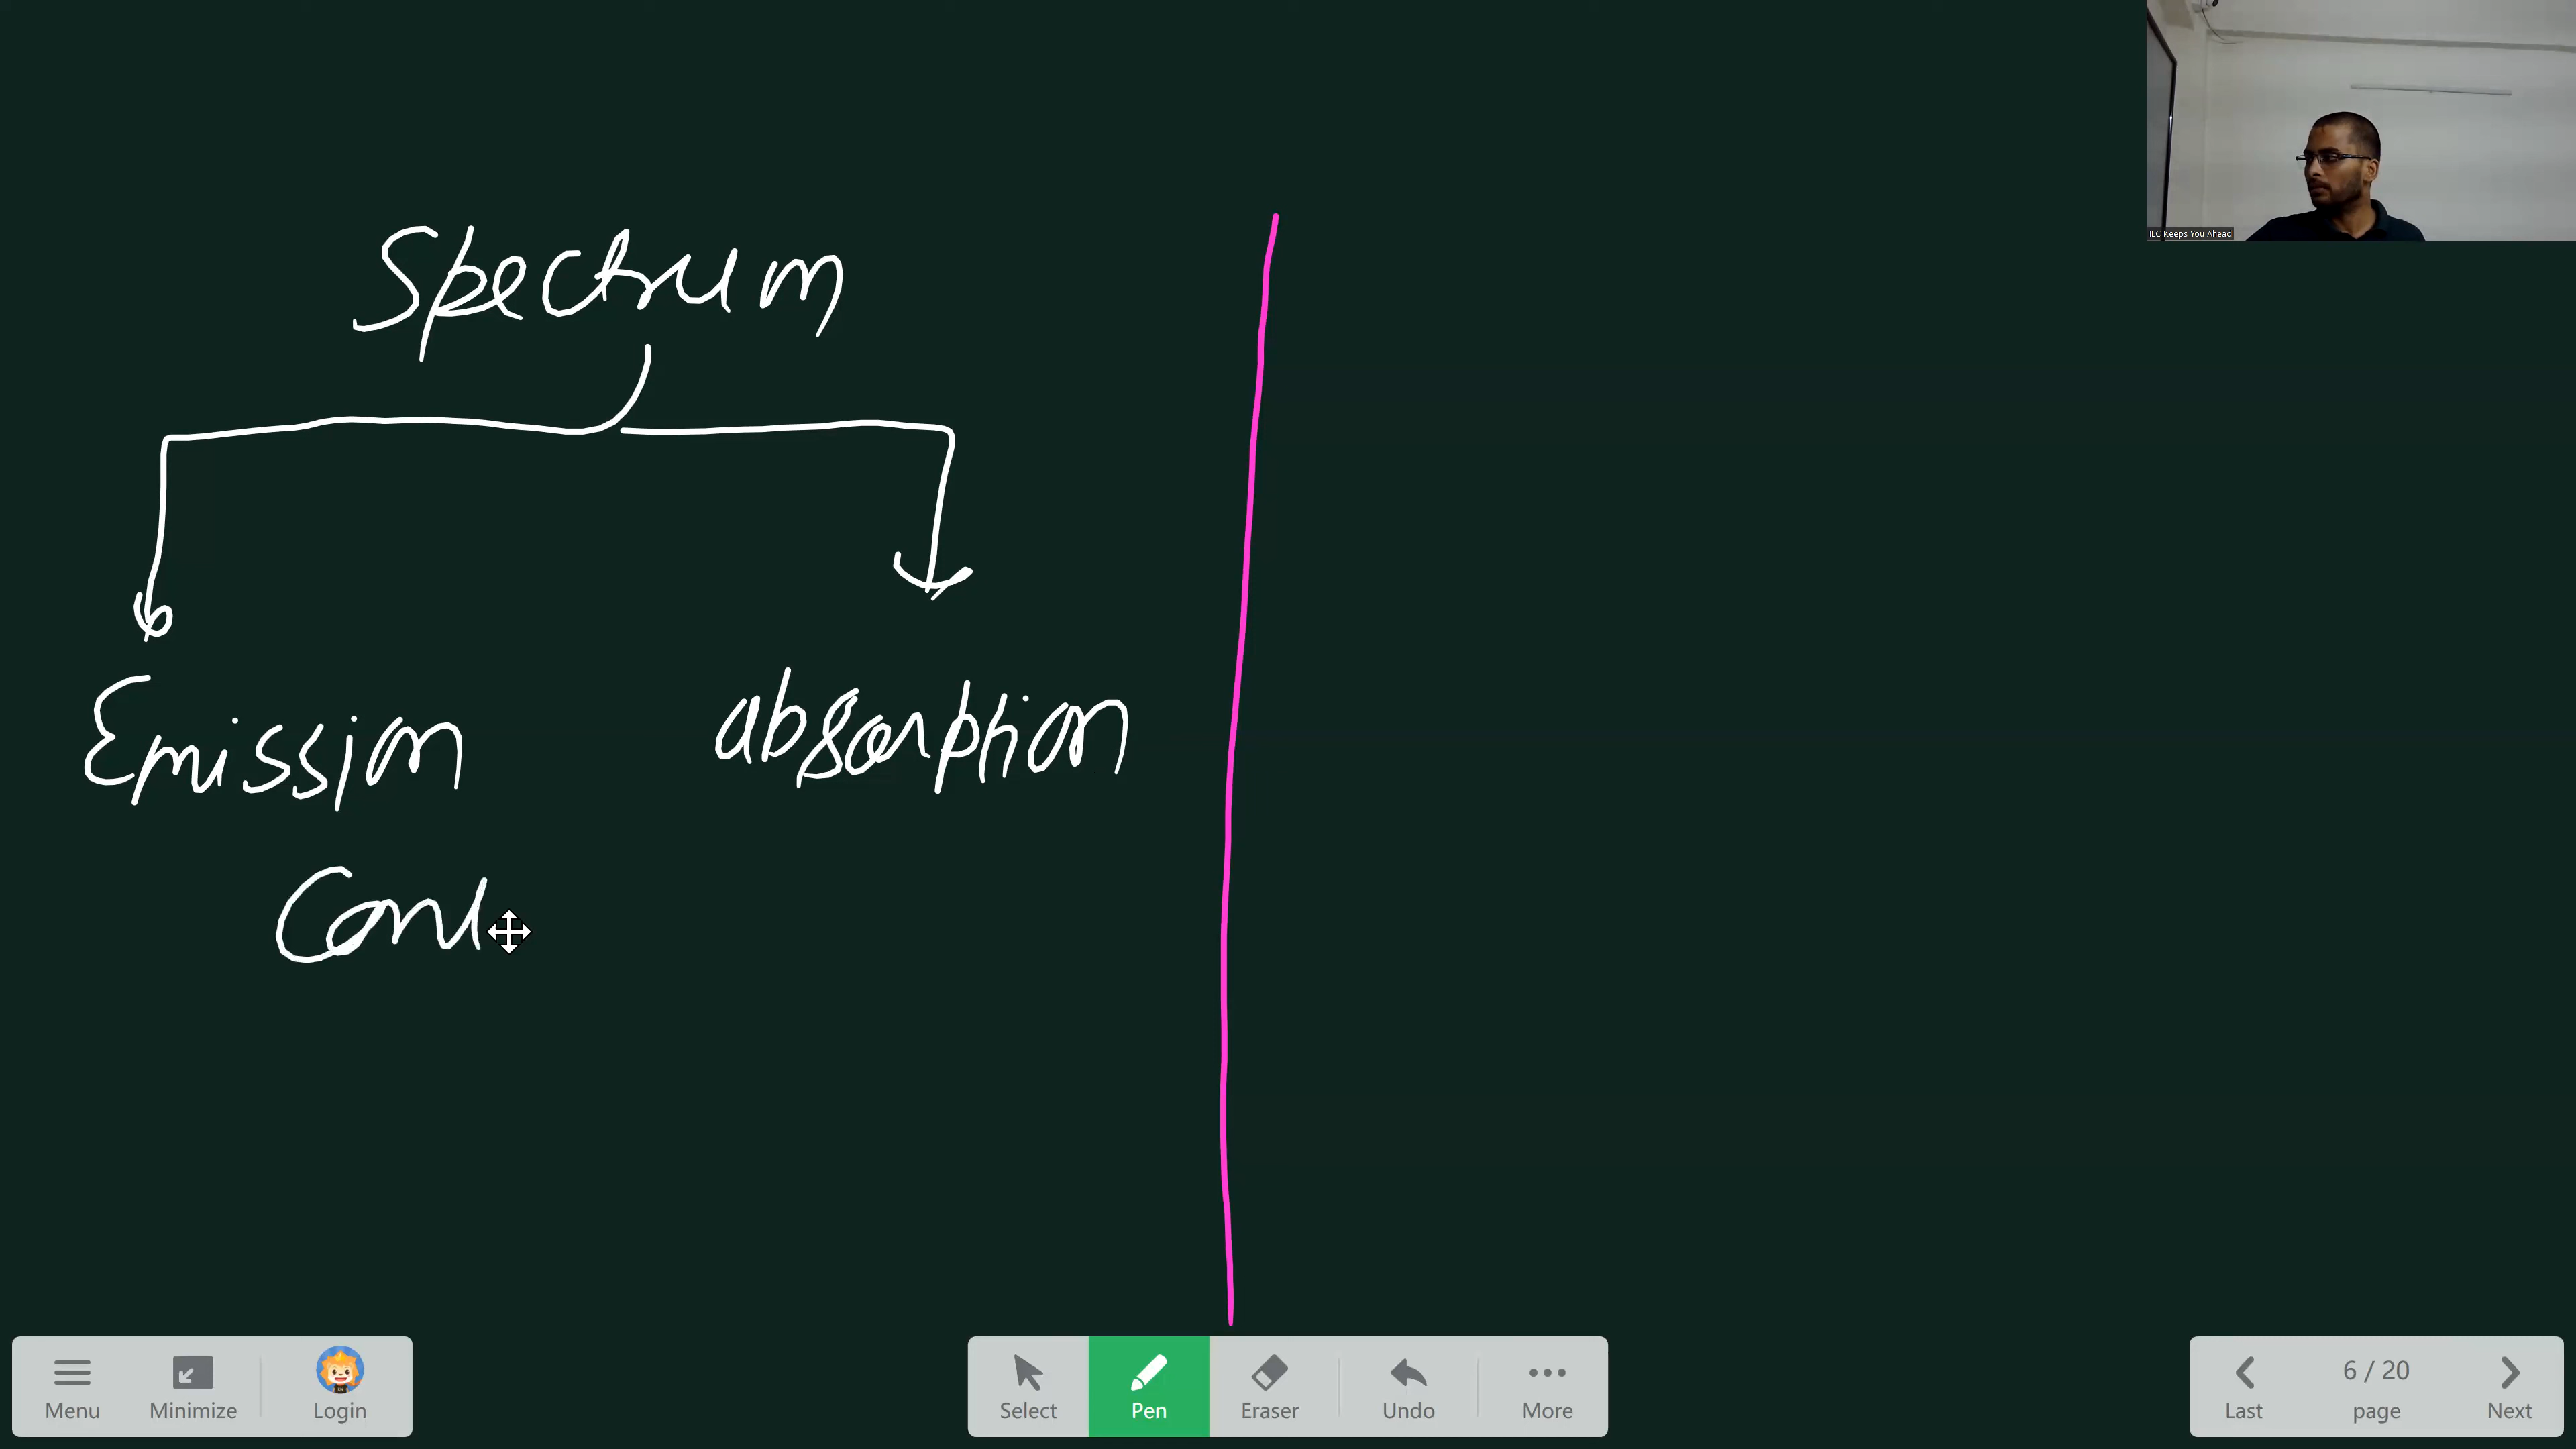 ILC Keeps You Ahead
Spectrum
Emission absorption
Menu Minimize Login
Select Pen Eraser Undo More
Last 6 / 20 page Next